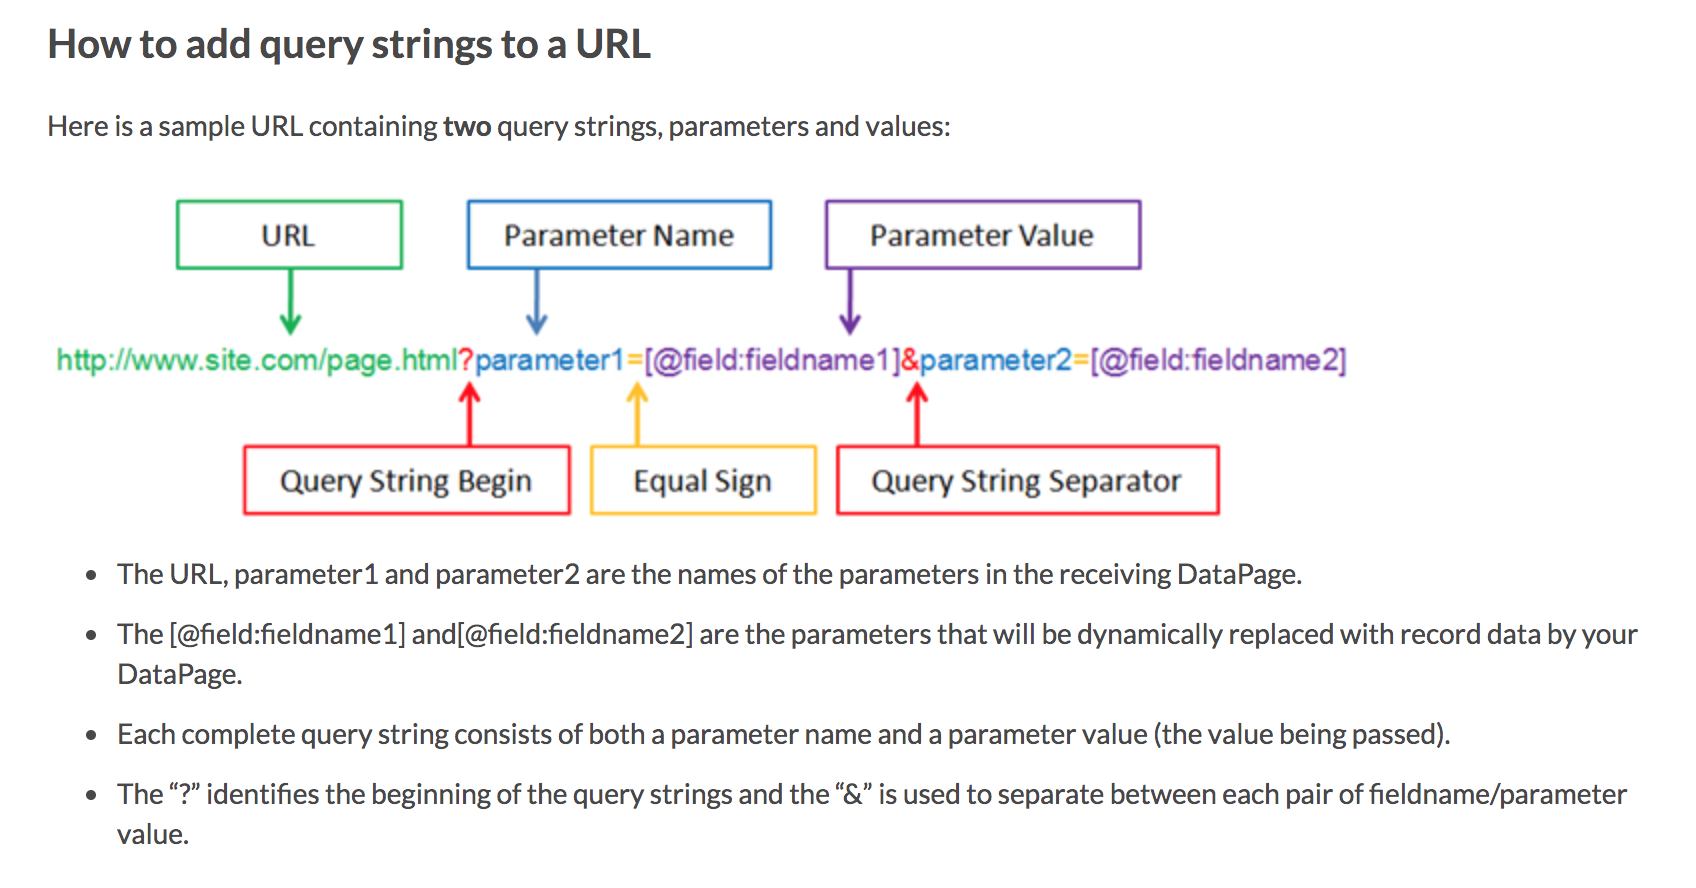 How to add query strings to a URL
Here is a sample URL containing two query strings, parameters and values:
URL
Parameter Name
Parameter Value
http://www.site.com/page.html?parameter1=[@field:fieldname1]&parameter2=[@field:fieldname2]
Query String Begin
Equal Sign
Query String Separator
• The URL, parameter1 and parameter2 are the names of the parameters in the receiving DataPage.
• The [@field:fieldname1] and[@field:fieldname2] are the parameters that will be dynamically replaced with record data by your
DataPage.
• Each complete query string consists of both a parameter name and a parameter value (the value being passed).
• The “?” identifies the beginning of the query strings and the “&” is used to separate between each pair of fieldname/parameter
value.